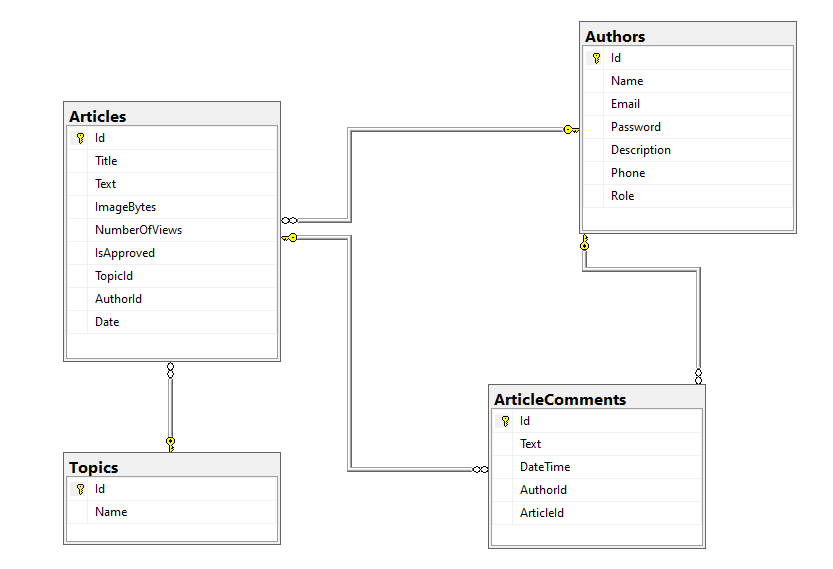 Authors
Id
Name
Email
Password
Description
Phone
Role
Articles
Id
Title
Text
ImageBytes
NumberOfViews
IsApproved
TopicId
AuthorId
Date
ArticleComments
Id
Text
DateTime
AuthorId
ArticleId
Topics
Id
Name